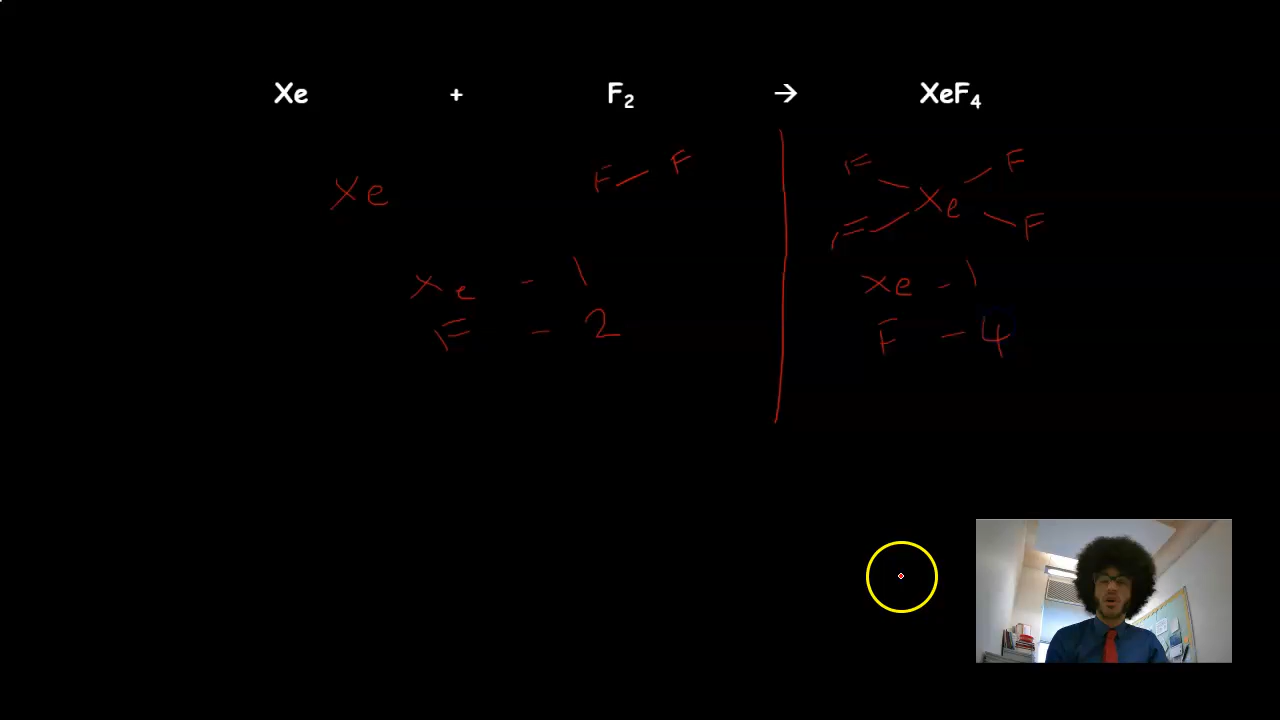 Xe + F₂ → XeF₄
Xe F–F F F Xe F F
Xe - 1 Xe - 1
F - 2 F - 4